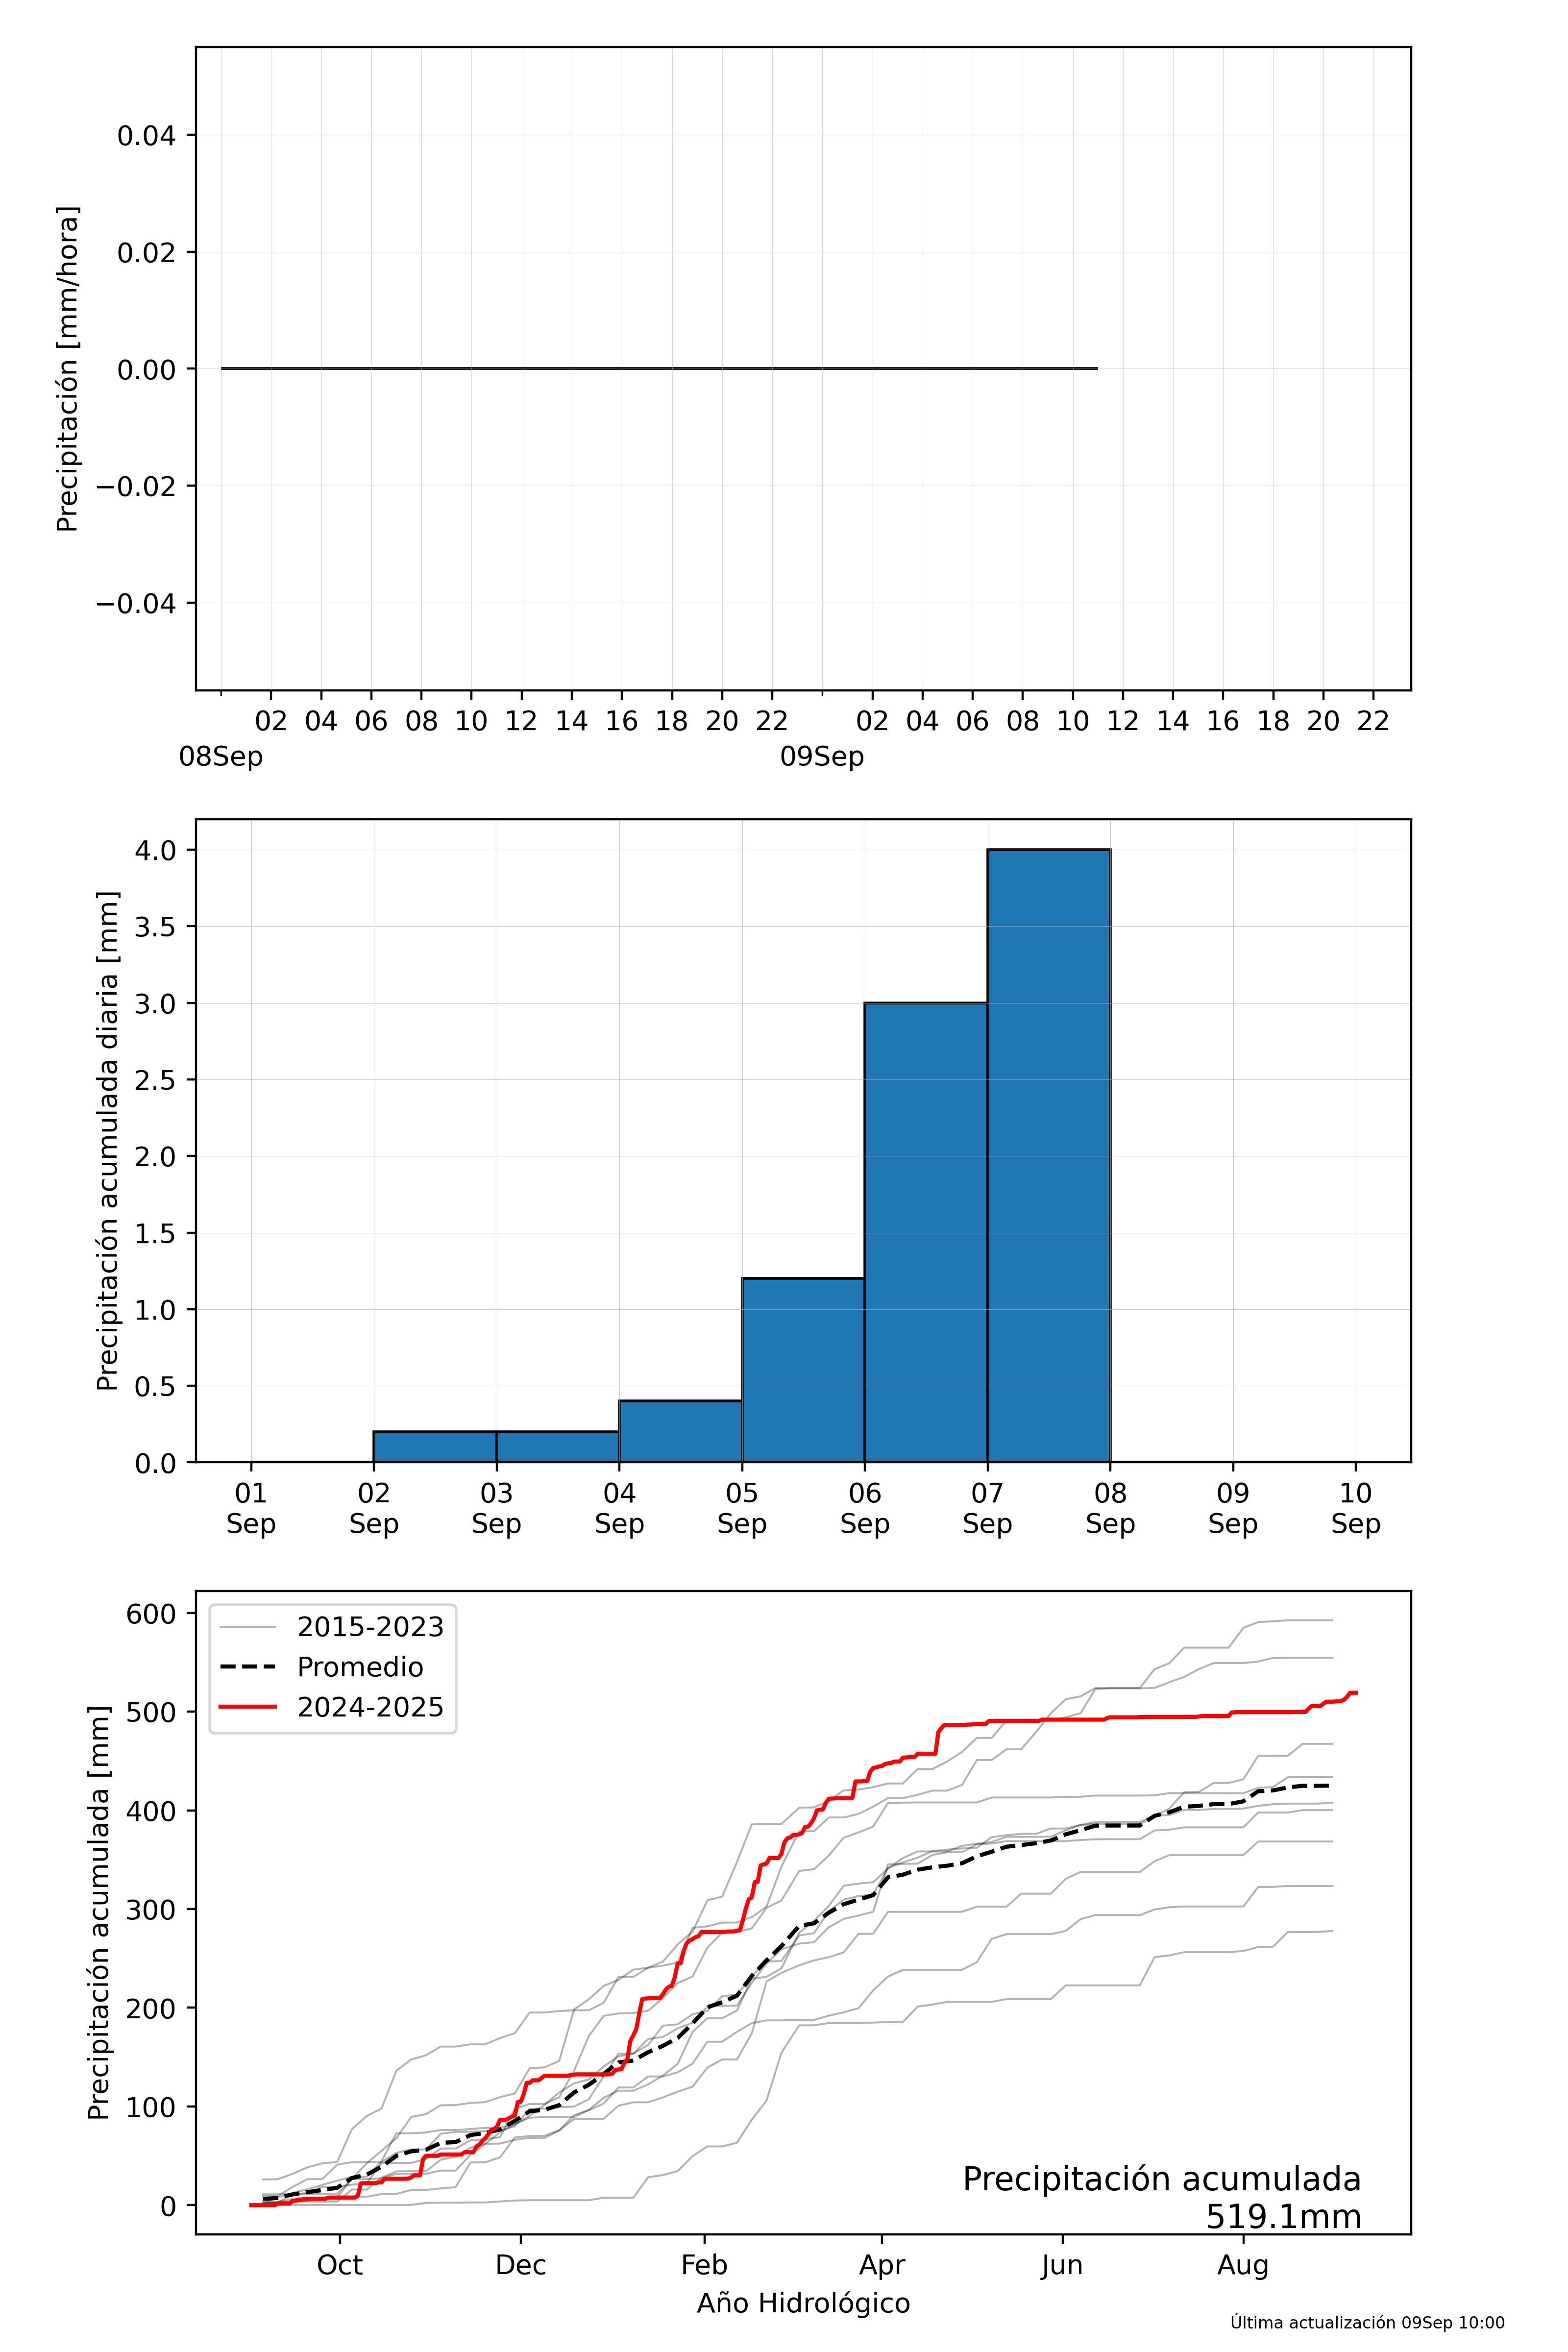 Precipitación [mm/hora]
0.04
0.02
0.00
−0.02
−0.04
02 04 06 08 10 12 14 16 18 20 22 02 04 06 08 10 12 14 16 18 20 22
08Sep 09Sep
Precipitación acumulada diaria [mm]
4.0
3.5
3.0
2.5
2.0
1.5
1.0
0.5
0.0
01 02 03 04 05 06 07 08 09 10
Sep Sep Sep Sep Sep Sep Sep Sep Sep Sep
Precipitación acumulada [mm]
600
500
400
300
200
100
0
2015-2023
Promedio
2024-2025
Precipitación acumulada
519.1mm
Oct Dec Feb Apr Jun Aug
Año Hidrológico
Última actualización 09Sep 10:00